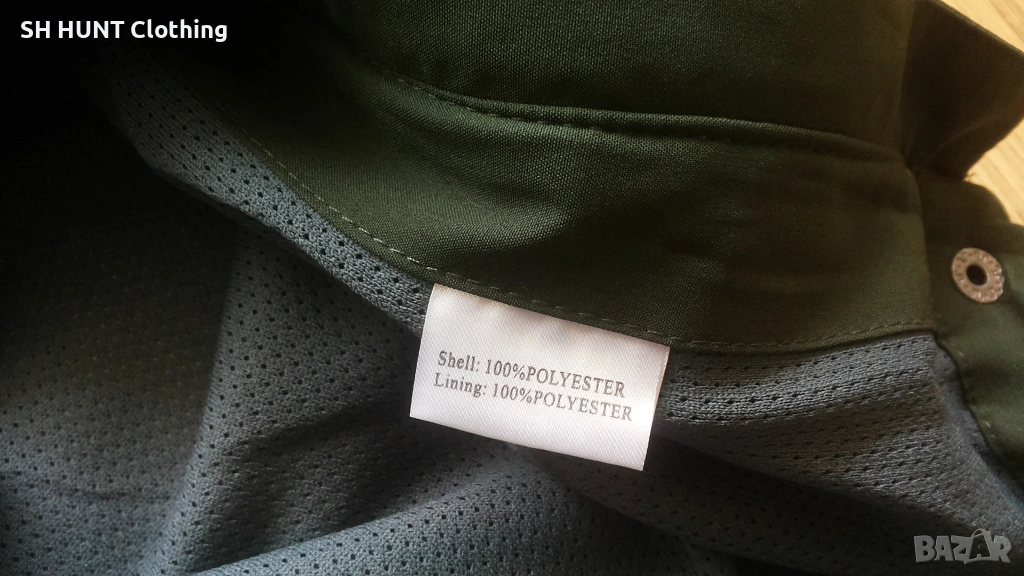 SH HUNT Clothing
Shell: 100%POLYESTER
Lining: 100%POLYESTER
BAZAR